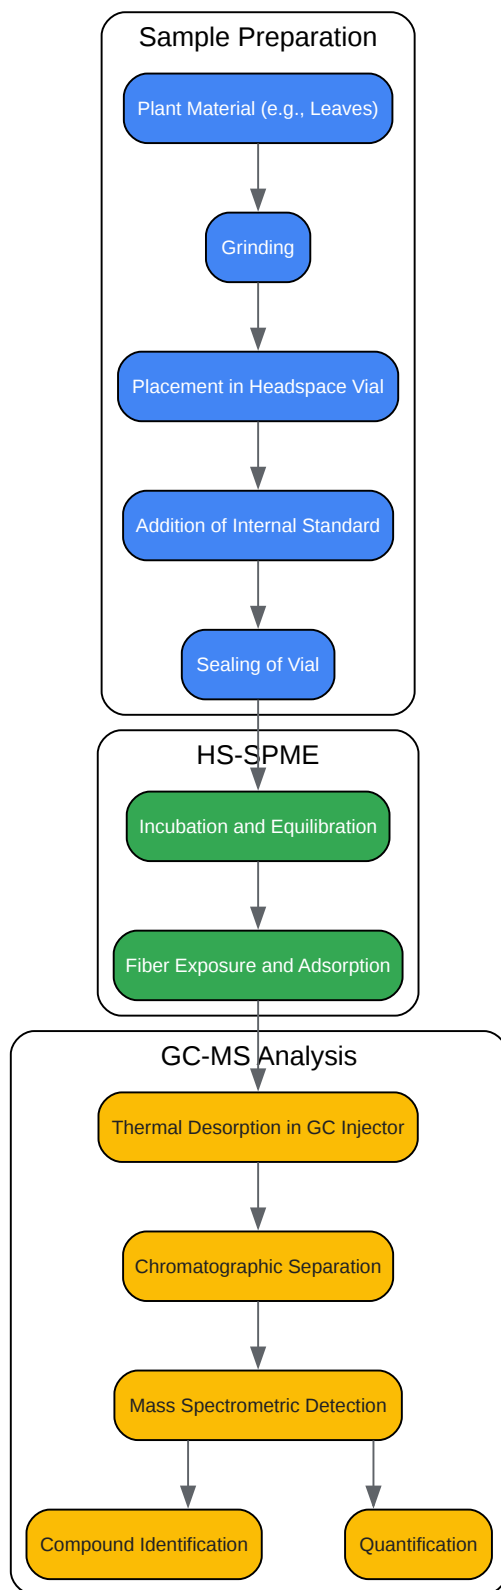 Sample Preparation
Plant Material (e.g., Leaves)
Grinding
Placement in Headspace Vial
Addition of Internal Standard
Sealing of Vial
HS-SPME
Incubation and Equilibration
Fiber Exposure and Adsorption
GC-MS Analysis
Thermal Desorption in GC Injector
Chromatographic Separation
Mass Spectrometric Detection
Compound Identification
Quantification